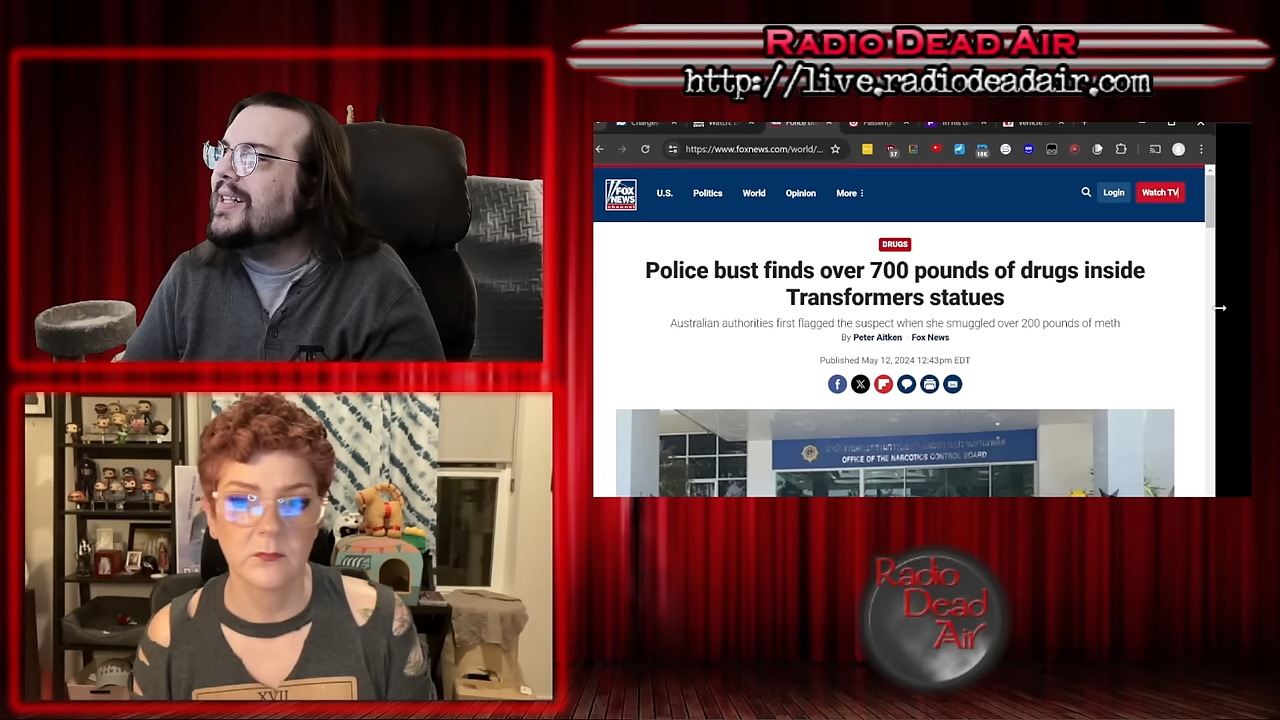 Radio Dead Air
http://live.radiodeadair.com
https://www.foxnews.com/world/...
57
18K
FOX
NEWS
channel
U.S.
Politics
World
Opinion
More
Login
Watch TV
DRUGS
Police bust finds over 700 pounds of drugs inside
Transformers statues
Australian authorities first flagged the suspect when she smuggled over 200 pounds of meth
By Peter Aitken Fox News
Published May 12, 2024 12:43pm EDT
OFFICE OF THE NARCOTICS CONTROL BOARD
XVII
Radio
Dead
Air